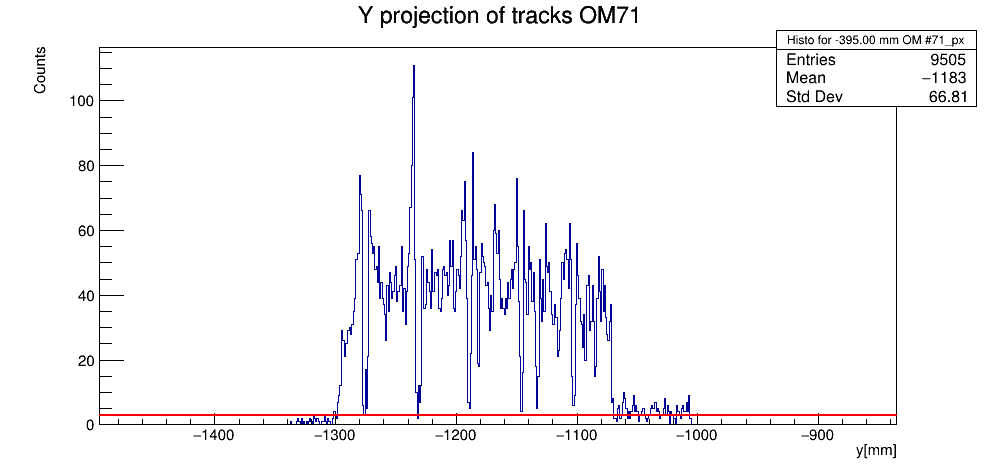 Y projection of tracks OM71
Histo for -395.00 mm OM #71_px
Entries 9505
Mean −1183
Std Dev 66.81
Counts
100
80
60
40
20
0
−1400 −1300 −1200 −1100 −1000 −900
y[mm]